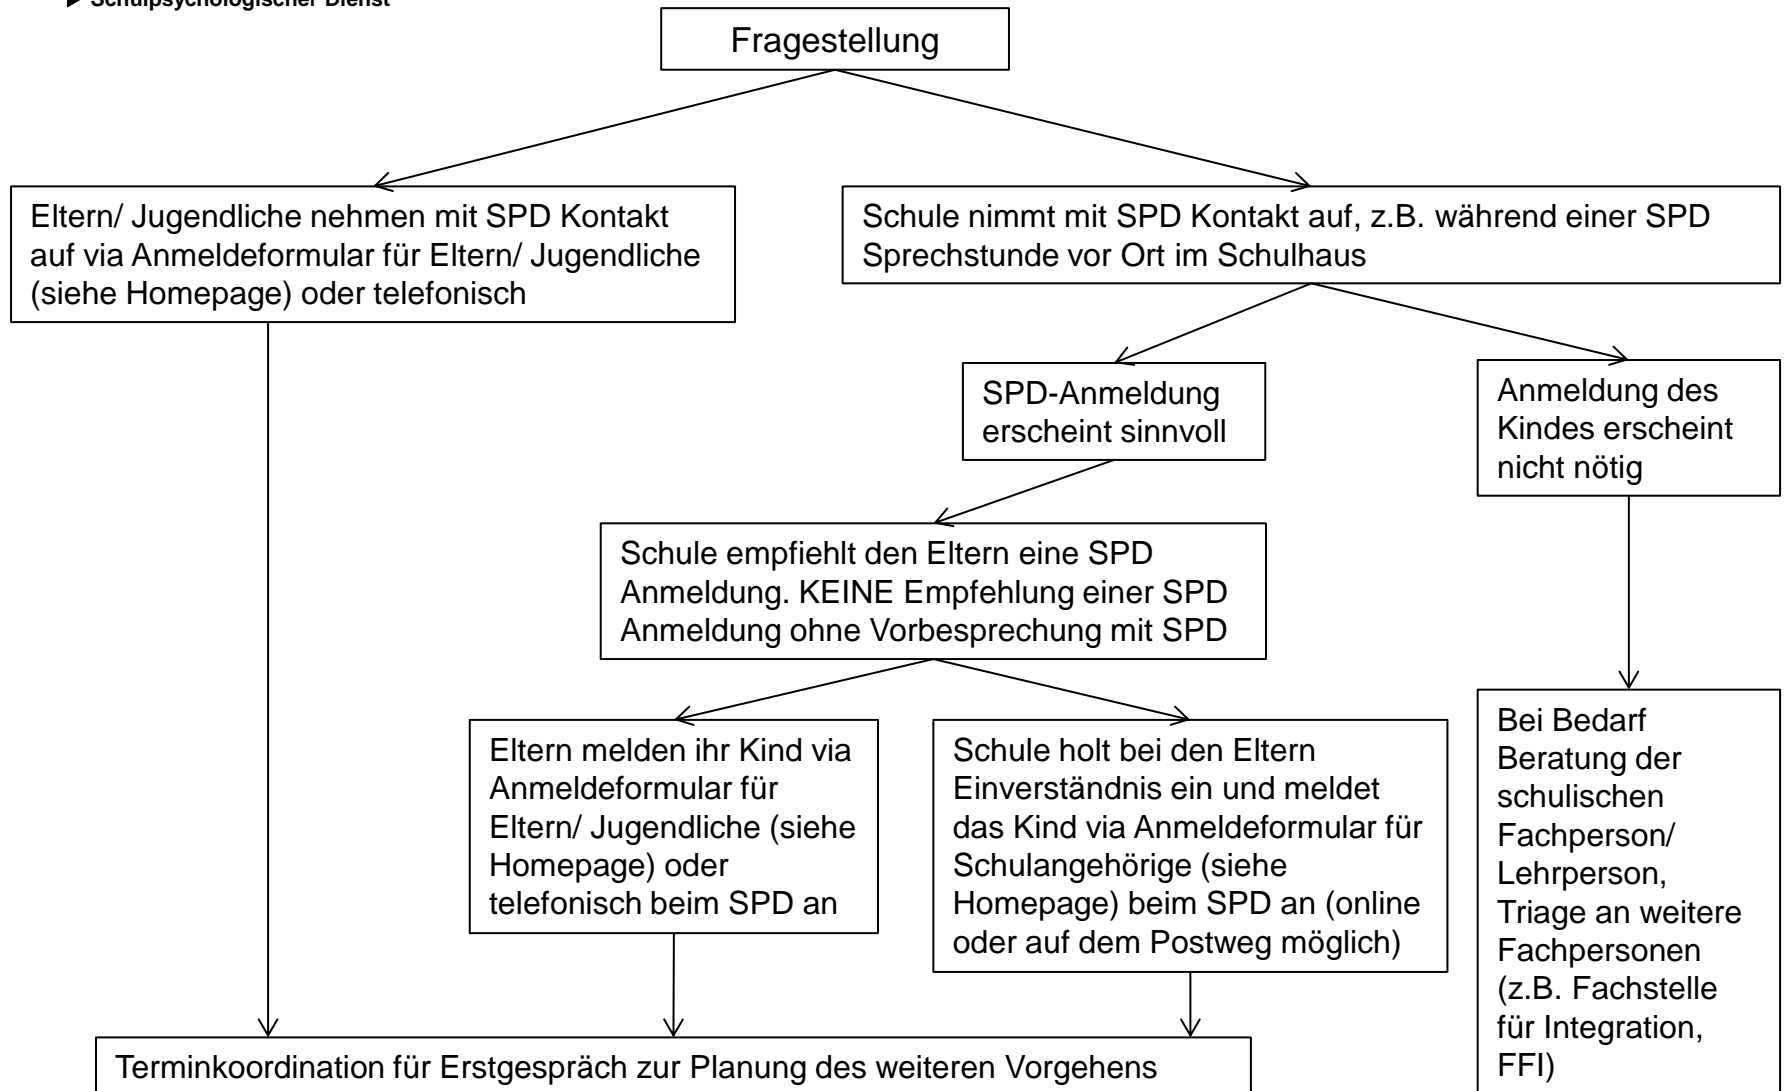 ▶ Schulpsychologischer Dienst
Fragestellung
Eltern/ Jugendliche nehmen mit SPD Kontakt
auf via Anmeldeformular für Eltern/ Jugendliche
(siehe Homepage) oder telefonisch
Schule nimmt mit SPD Kontakt auf, z.B. während einer SPD
Sprechstunde vor Ort im Schulhaus
SPD-Anmeldung
erscheint sinnvoll
Anmeldung des
Kindes erscheint
nicht nötig
Schule empfiehlt den Eltern eine SPD
Anmeldung. KEINE Empfehlung einer SPD
Anmeldung ohne Vorbesprechung mit SPD
Eltern melden ihr Kind via
Anmeldeformular für
Eltern/ Jugendliche (siehe
Homepage) oder
telefonisch beim SPD an
Schule holt bei den Eltern
Einverständnis ein und meldet
das Kind via Anmeldeformular für
Schulangehörige (siehe
Homepage) beim SPD an (online
oder auf dem Postweg möglich)
Bei Bedarf
Beratung der
schulischen
Fachperson/
Lehrperson,
Triage an weitere
Fachpersonen
(z.B. Fachstelle
für Integration,
FFI)
Terminkoordination für Erstgespräch zur Planung des weiteren Vorgehens